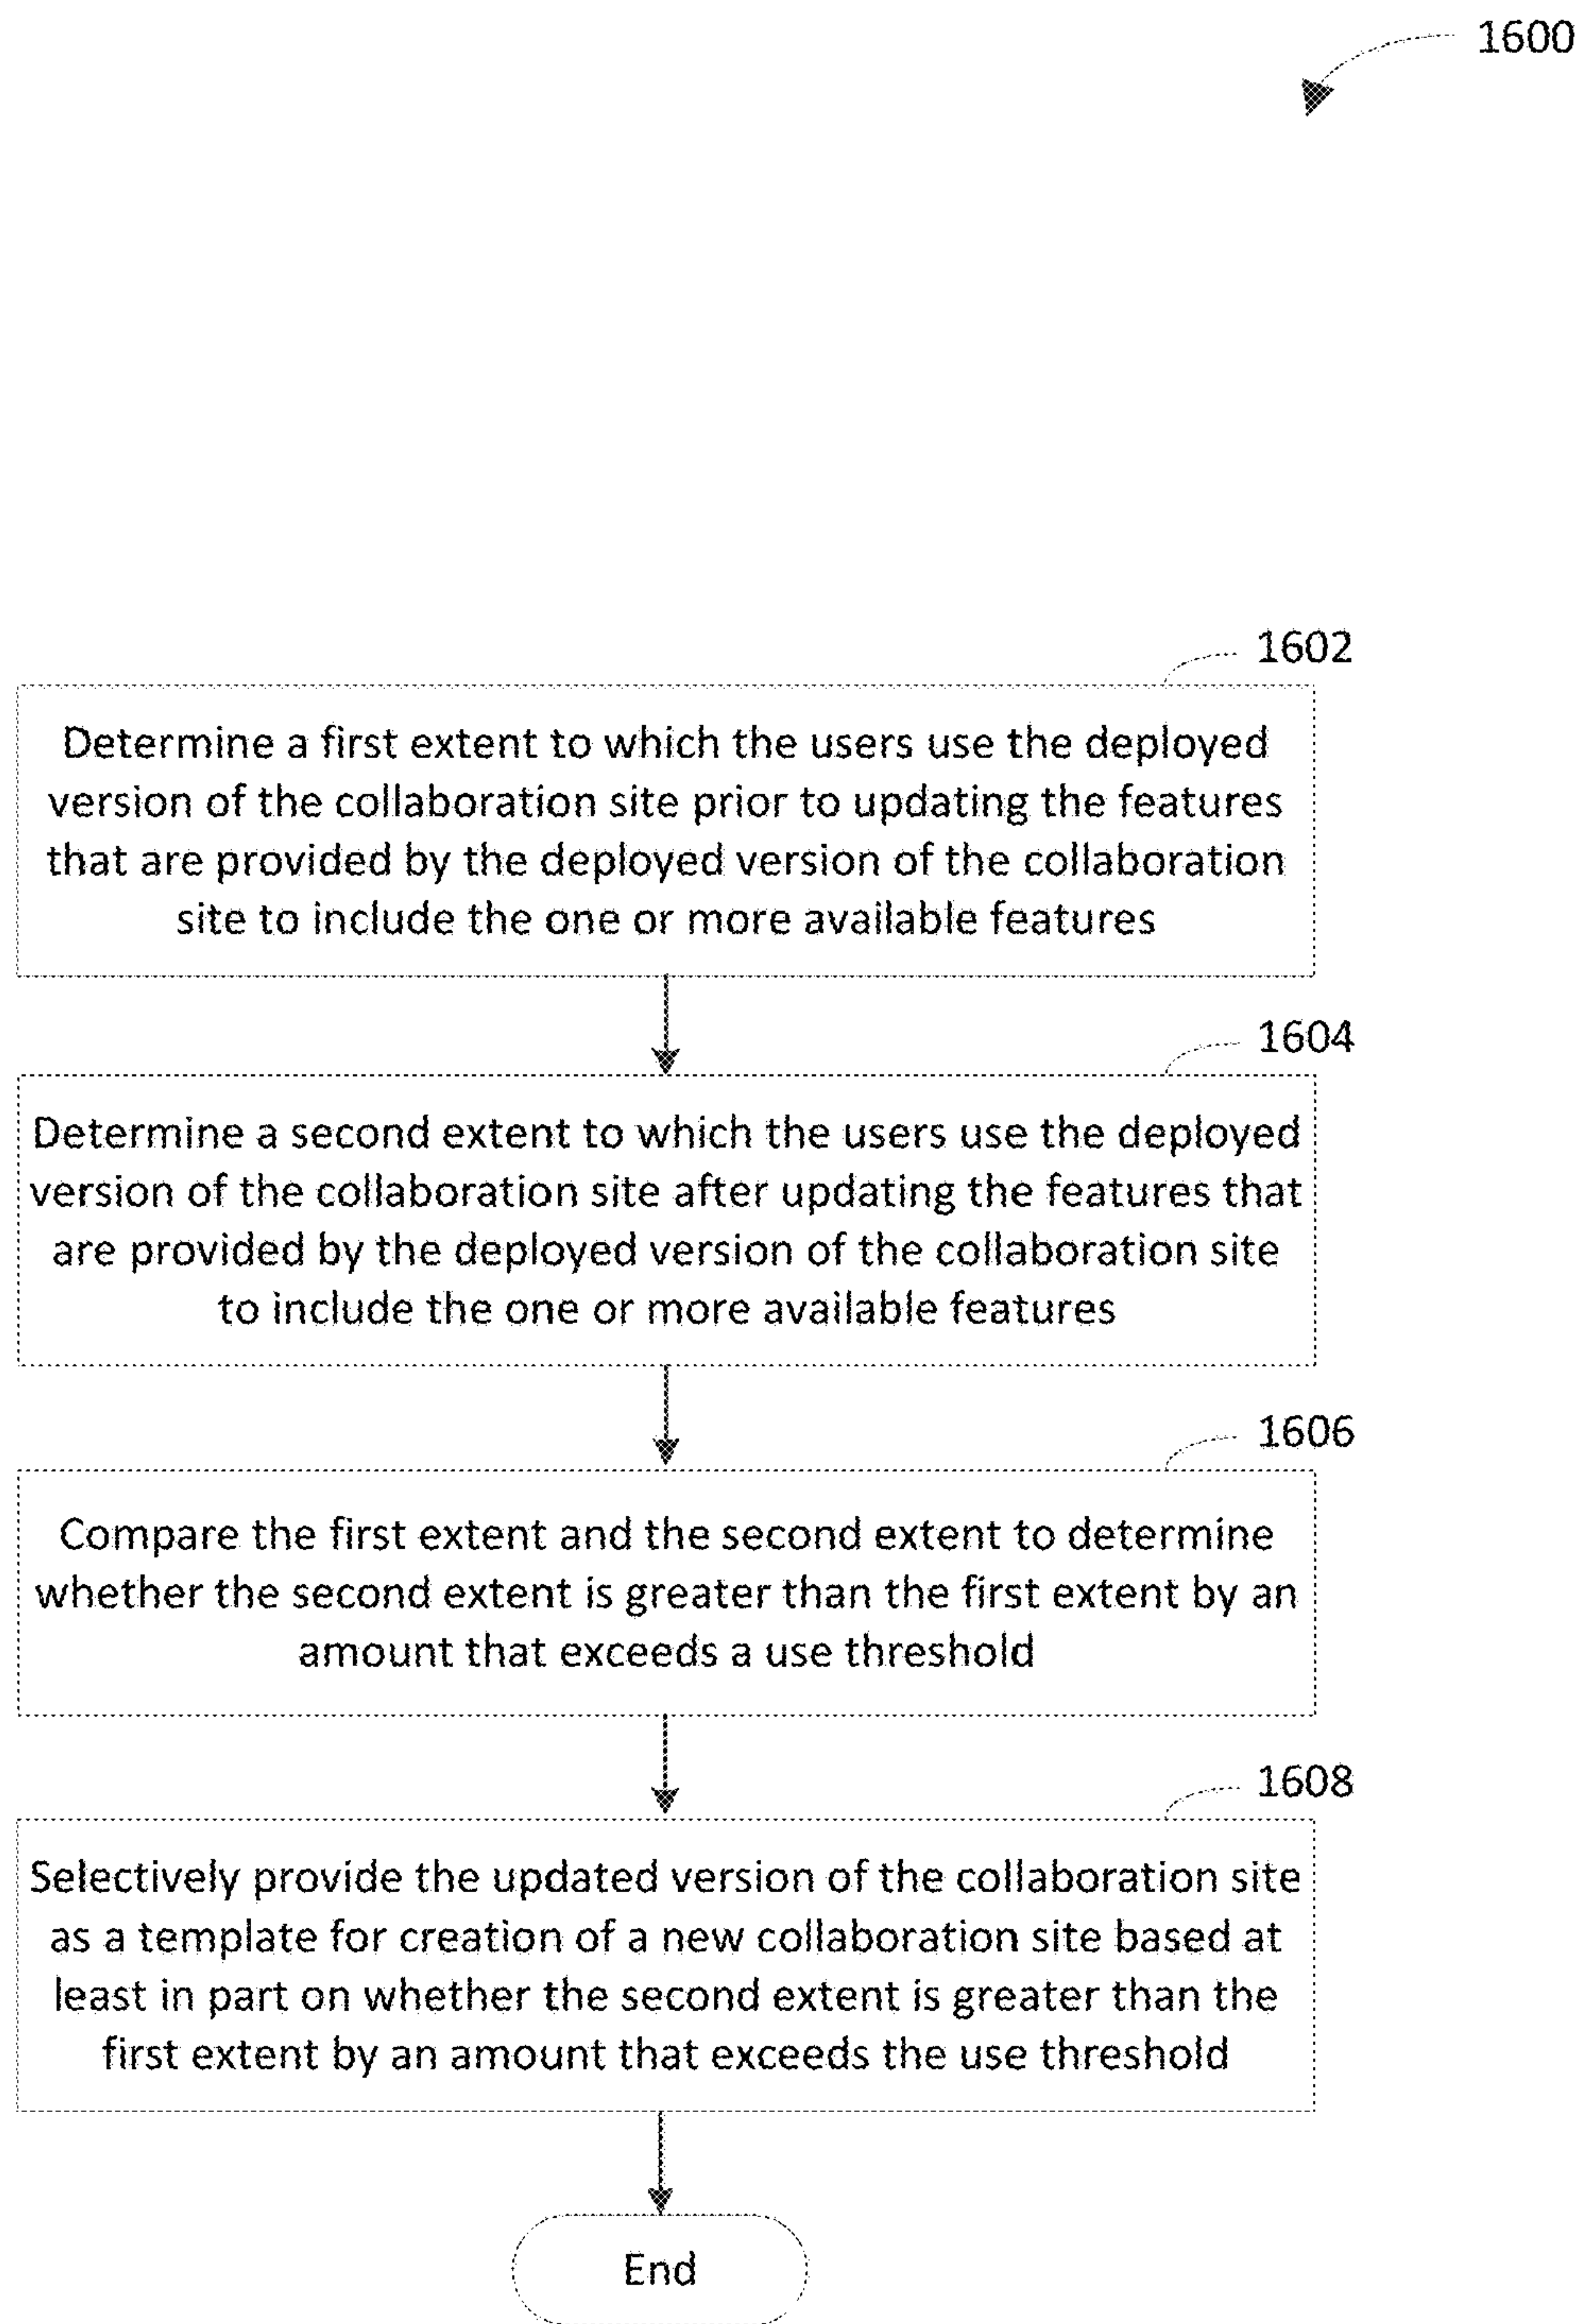 1600
1602
Determine a first extent to which the users use the deployed
version of the collaboration site prior to updating the features
that are provided by the deployed version of the collaboration
site to include the one or more available features
1604
Determine a second extent to which the users use the deployed
version of the collaboration site after updating the features that
are provided by the deployed version of the collaboration site
to include the one or more available features
1606
Compare the first extent and the second extent to determine
whether the second extent is greater than the first extent by an
amount that exceeds a use threshold
1608
Selectively provide the updated version of the collaboration site
as a template for creation of a new collaboration site based at
least in part on whether the second extent is greater than the
first extent by an amount that exceeds the use threshold
End